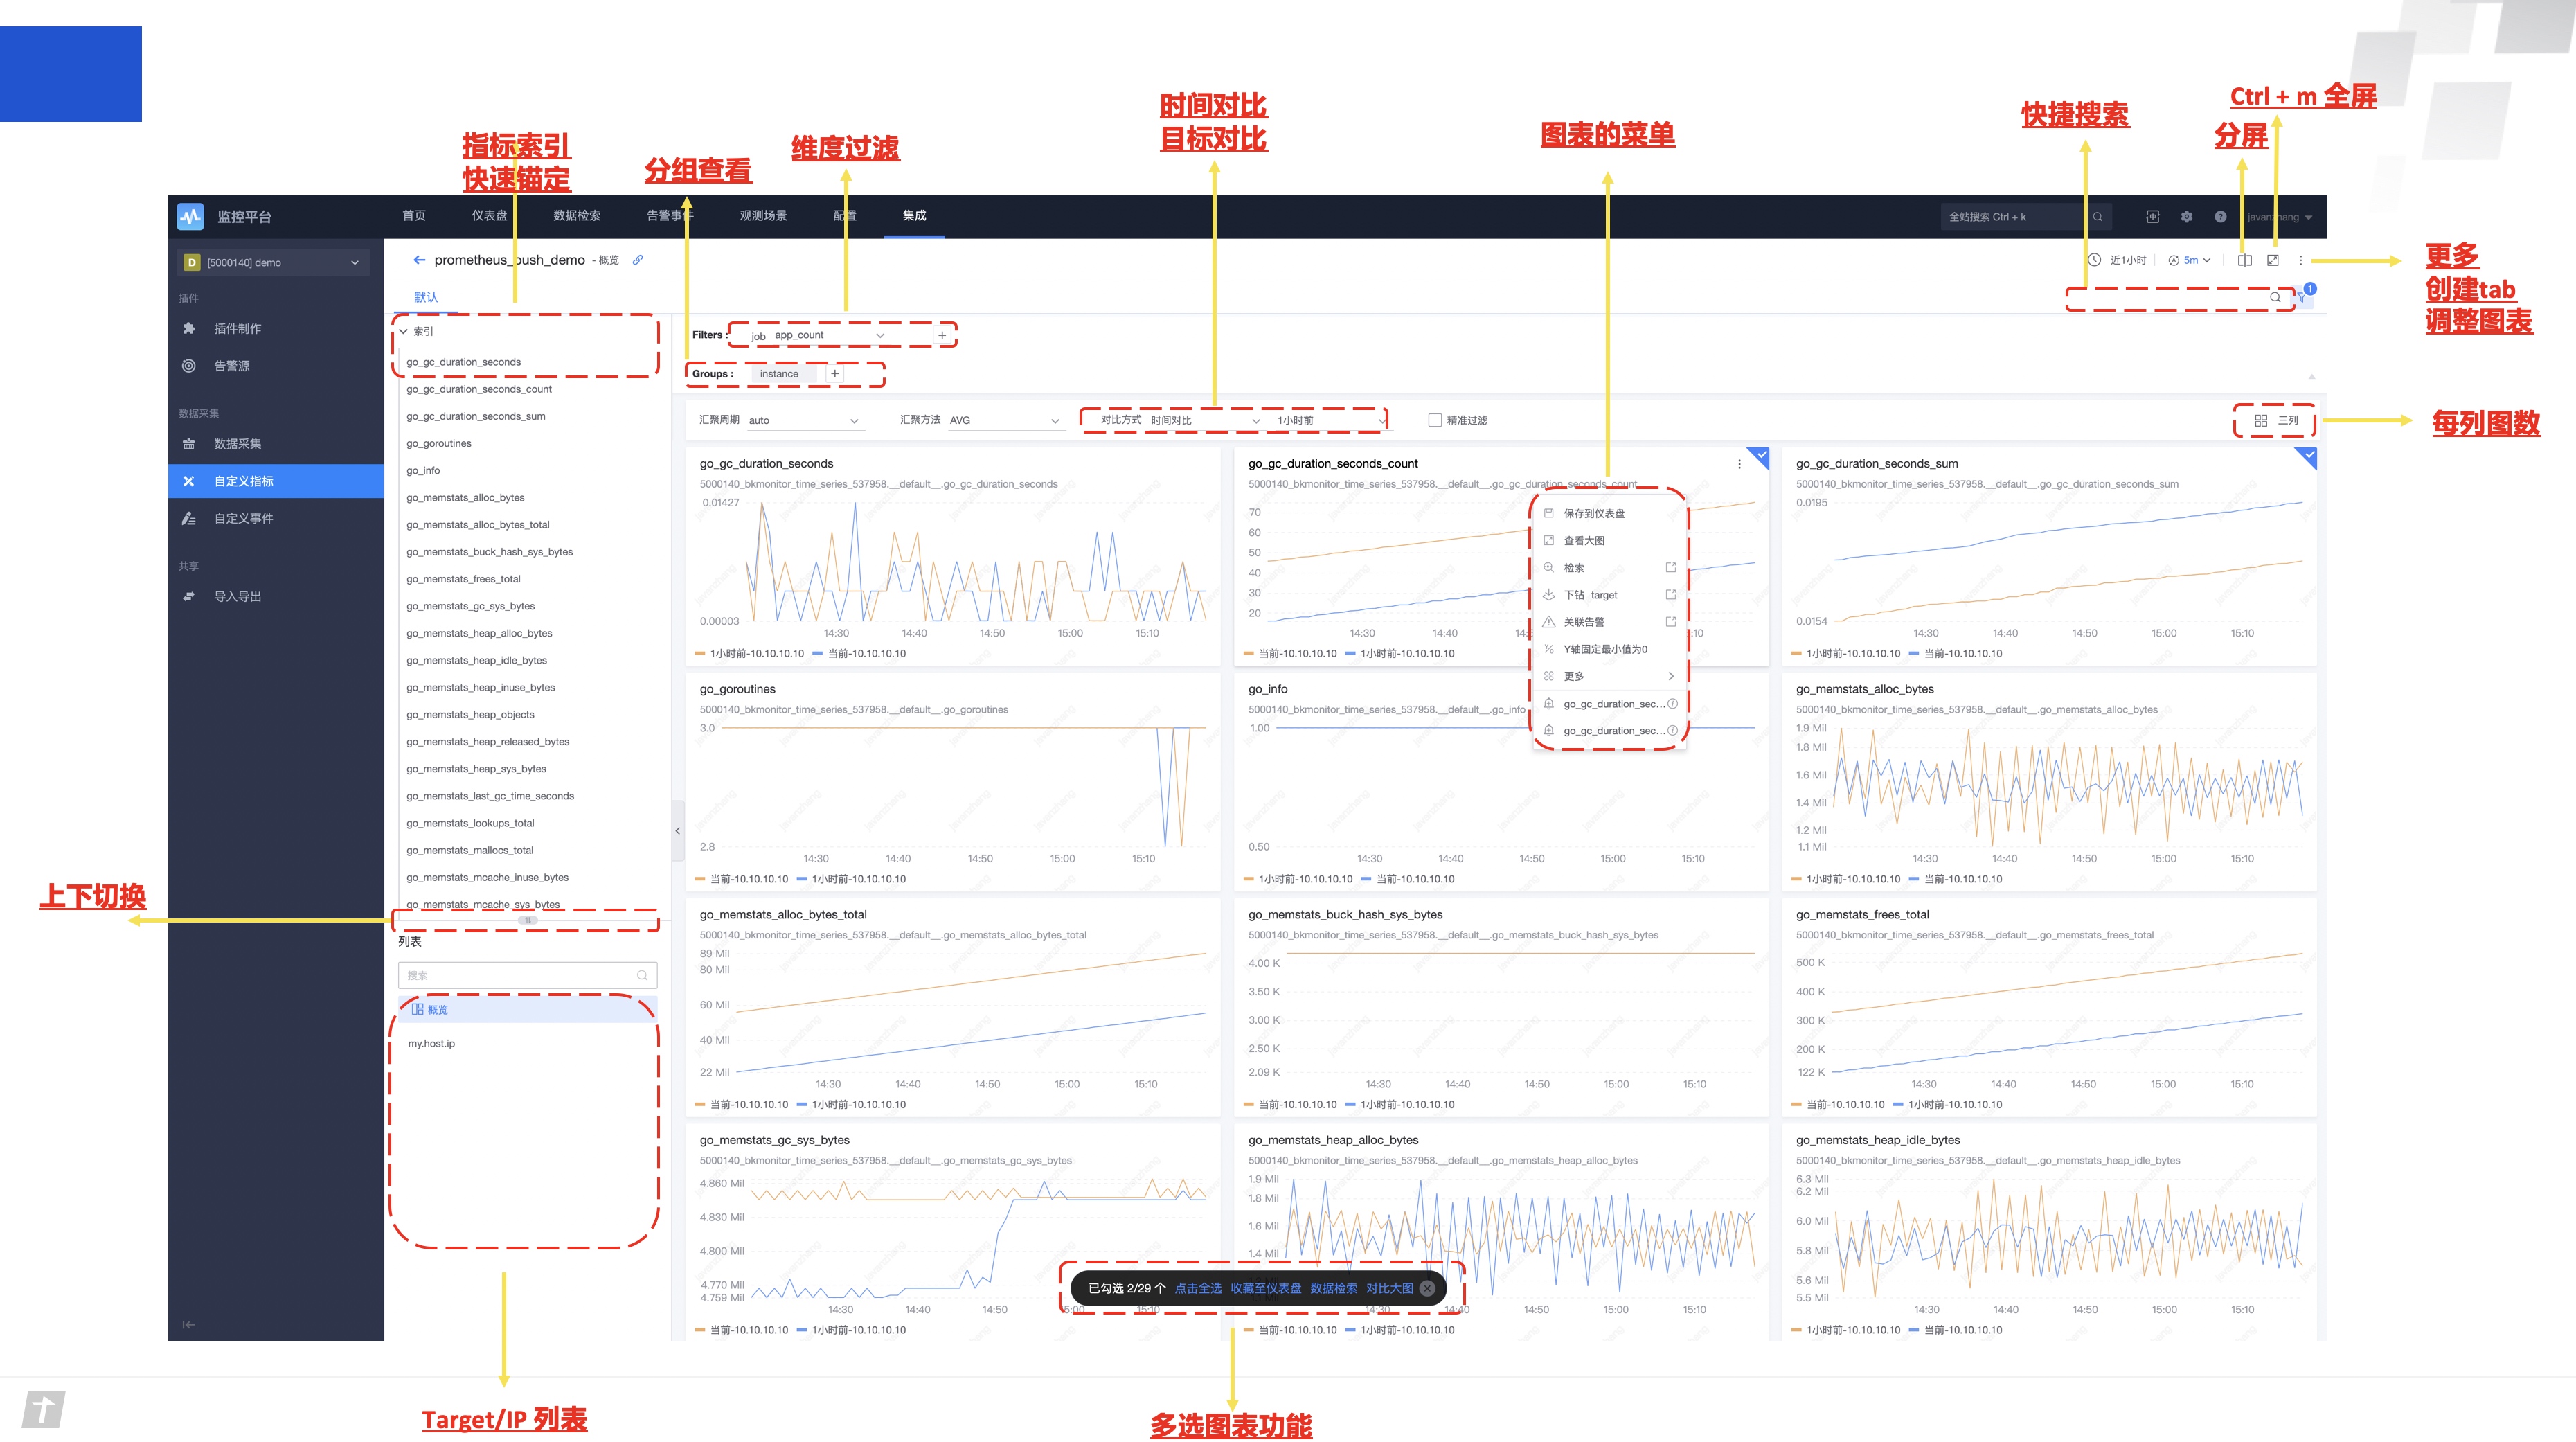 Ctrl + m 全屏
时间对比
目标对比
快捷搜索
分屏
图表的菜单
指标索引
快速锚定
维度过滤
分组查看
监控平台
首页
仪表盘
数据检索
告警事件
观测场景
配置
集成
全站搜索 Ctrl + k
javanzhang
D [5000140] demo
prometheus_push_demo - 概览
近1小时
5m
更多
创建tab
调整图表
默认
1
插件
插件制作
告警源
数据采集
数据采集
自定义指标
自定义事件
共享
导入导出
索引
go_gc_duration_seconds
go_gc_duration_seconds_count
go_gc_duration_seconds_sum
go_goroutines
go_info
go_memstats_alloc_bytes
go_memstats_alloc_bytes_total
go_memstats_buck_hash_sys_bytes
go_memstats_frees_total
go_memstats_gc_sys_bytes
go_memstats_heap_alloc_bytes
go_memstats_heap_idle_bytes
go_memstats_heap_inuse_bytes
go_memstats_heap_objects
go_memstats_heap_released_bytes
go_memstats_heap_sys_bytes
go_memstats_last_gc_time_seconds
go_memstats_lookups_total
go_memstats_mallocs_total
go_memstats_mcache_inuse_bytes
go_memstats_mcache_sys_bytes
上下切换
列表
搜索
概览
my.host.ip
Target/IP 列表
Filters : job app_count +
Groups : instance +
汇聚周期 auto 汇聚方法 AVG 对比方式 时间对比 1小时前 精准过滤
三列
每列图数
go_gc_duration_seconds
5000140_bkmonitor_time_series_537958.__default__.go_gc_duration_seconds
0.01427
0.00003
14:30 14:40 14:50 15:00 15:10
1小时前-10.10.10.10 当前-10.10.10.10
go_gc_duration_seconds_count
5000140_bkmonitor_time_series_537958.__default__.go_gc_duration_seconds_count
70
60
50
40
30
20
14:30 14:40 14:5 :10
当前-10.10.10.10 1小时前-10.10.10.10
保存到仪表盘
查看大图
检索
下钻 target
关联告警
Y轴固定最小值为0
更多
go_gc_duration_sec...
go_gc_duration_sec...
go_gc_duration_seconds_sum
5000140_bkmonitor_time_series_537958.__default__.go_gc_duration_seconds_sum
0.0195
0.0154
14:30 14:40 14:50 15:00 15:10
1小时前-10.10.10.10 当前-10.10.10.10
go_goroutines
5000140_bkmonitor_time_series_537958.__default__.go_goroutines
3.0
2.8
14:30 14:40 14:50 15:00 15:10
当前-10.10.10.10 1小时前-10.10.10.10
go_info
5000140_bkmonitor_time_series_537958.__default__.go_info
1.00
0.50
14:30 14:40 14:50 15:00 15:10
1小时前-10.10.10.10 当前-10.10.10.10
go_memstats_alloc_bytes
5000140_bkmonitor_time_series_537958.__default__.go_memstats_alloc_bytes
1.9 Mil
1.8 Mil
1.6 Mil
1.4 Mil
1.2 Mil
1.1 Mil
14:30 14:40 14:50 15:00 15:10
1小时前-10.10.10.10 当前-10.10.10.10
go_memstats_alloc_bytes_total
5000140_bkmonitor_time_series_537958.__default__.go_memstats_alloc_bytes_total
89 Mil
80 Mil
60 Mil
40 Mil
22 Mil
14:30 14:40 14:50 15:00 15:10
当前-10.10.10.10 1小时前-10.10.10.10
go_memstats_buck_hash_sys_bytes
5000140_bkmonitor_time_series_537958.__default__.go_memstats_buck_hash_sys_bytes
4.00 K
3.50 K
3.00 K
2.50 K
2.09 K
14:30 14:40 14:50 15:00 15:10
当前-10.10.10.10 1小时前-10.10.10.10
go_memstats_frees_total
5000140_bkmonitor_time_series_537958.__default__.go_memstats_frees_total
500 K
400 K
300 K
200 K
122 K
14:30 14:40 14:50 15:00 15:10
当前-10.10.10.10 1小时前-10.10.10.10
go_memstats_gc_sys_bytes
5000140_bkmonitor_time_series_537958.__default__.go_memstats_gc_sys_bytes
4.860 Mil
4.830 Mil
4.800 Mil
4.770 Mil
4.759 Mil
14:30 14:40 14:50 15:00 15:10
当前-10.10.10.10 1小时前-10.10.10.10
go_memstats_heap_alloc_bytes
5000140_bkmonitor_time_series_537958.__default__.go_memstats_heap_alloc_bytes
1.9 Mil
1.8 Mil
1.6 Mil
1.4 Mil
14:30 14:40 14:50 15:00 15:10
当前-10.10.10.10 1小时前-10.10.10.10
go_memstats_heap_idle_bytes
5000140_bkmonitor_time_series_537958.__default__.go_memstats_heap_idle_bytes
6.3 Mil
6.2 Mil
6.0 Mil
5.8 Mil
5.6 Mil
5.5 Mil
14:30 14:40 14:50 15:00 15:10
1小时前-10.10.10.10 当前-10.10.10.10
已勾选 2/29 个 点击全选 收藏至仪表盘 数据检索 对比大图
多选图表功能